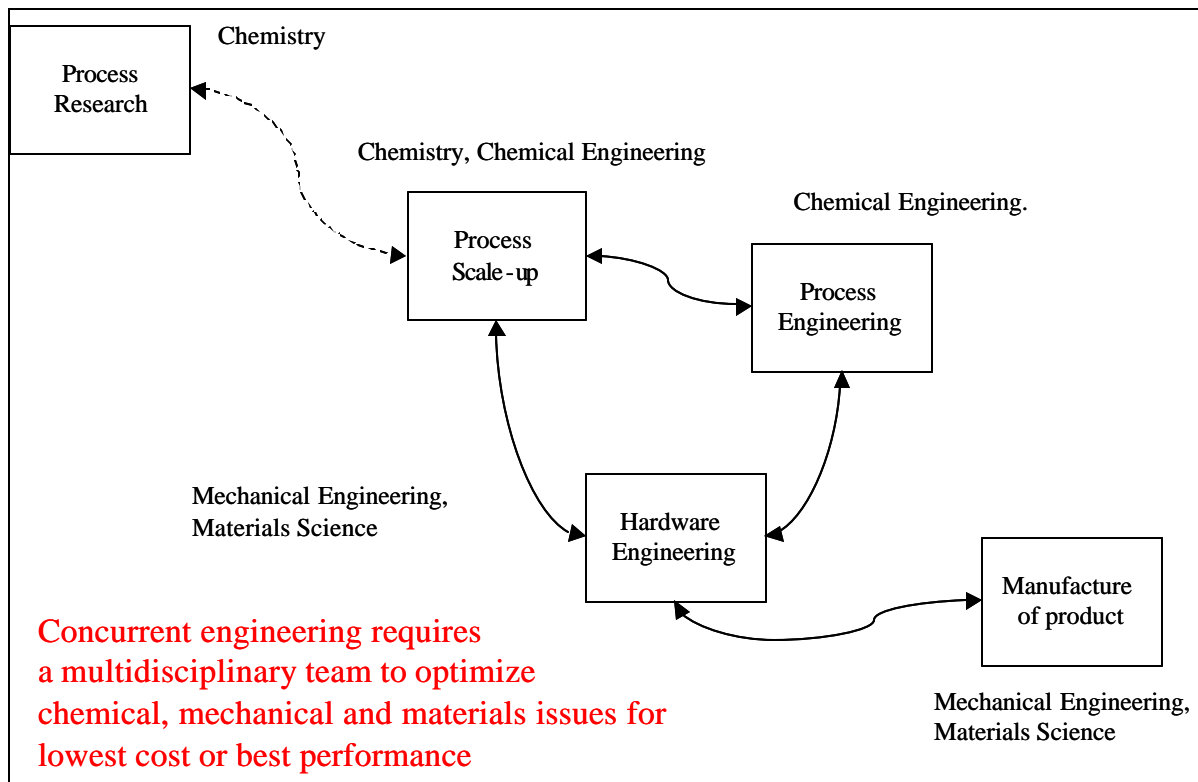 Chemistry
Process
Research
Chemistry, Chemical Engineering
Process
Scale-up
Chemical Engineering.
Process
Engineering
Mechanical Engineering,
Materials Science
Hardware
Engineering
Manufacture
of product
Mechanical Engineering,
Materials Science
Concurrent engineering requires
a multidisciplinary team to optimize
chemical, mechanical and materials issues for
lowest cost or best performance